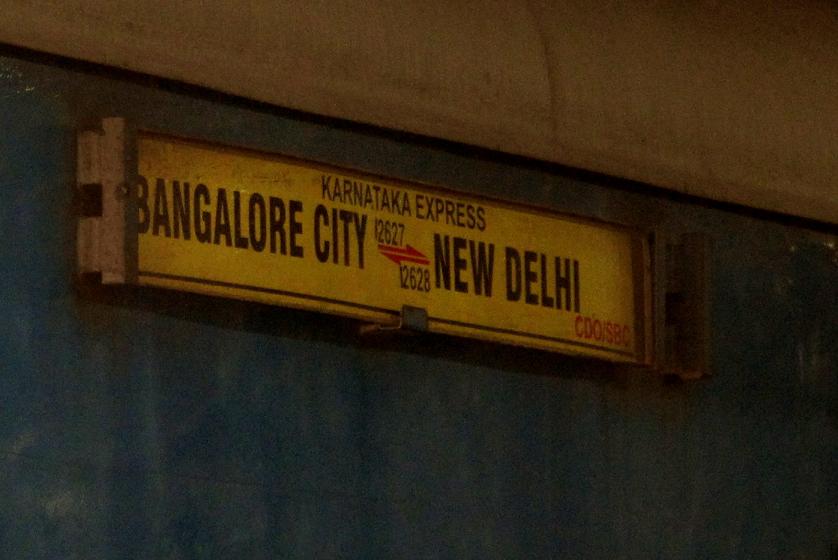 KARNATAKA EXPRESS
BANGALORE CITY 12627 NEW DELHI
12628
CDO/SBC